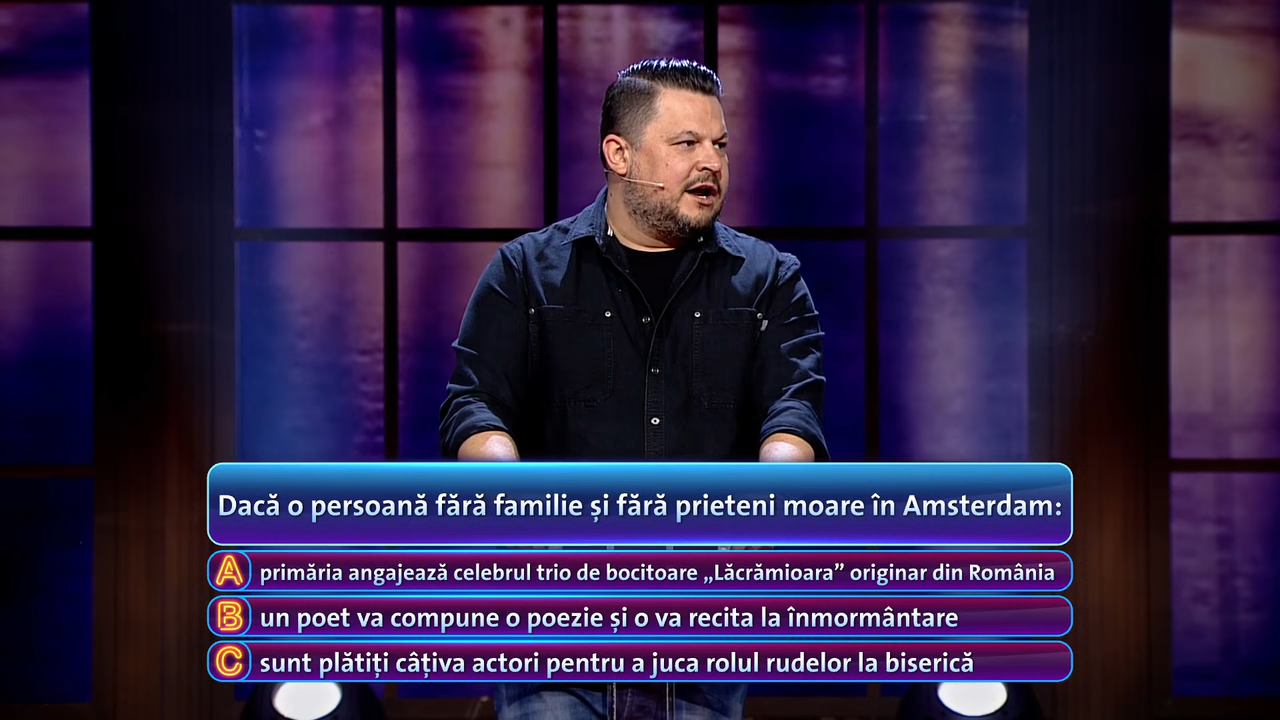 Dacă o persoană fără familie și fără prieteni moare în Amsterdam:
A primăria angajează celebrul trio de bocitoare „Lăcrămioara” originar din România
B un poet va compune o poezie și o va recita la înmormântare
C sunt plătiți câțiva actori pentru a juca rolul rudelor la biserică